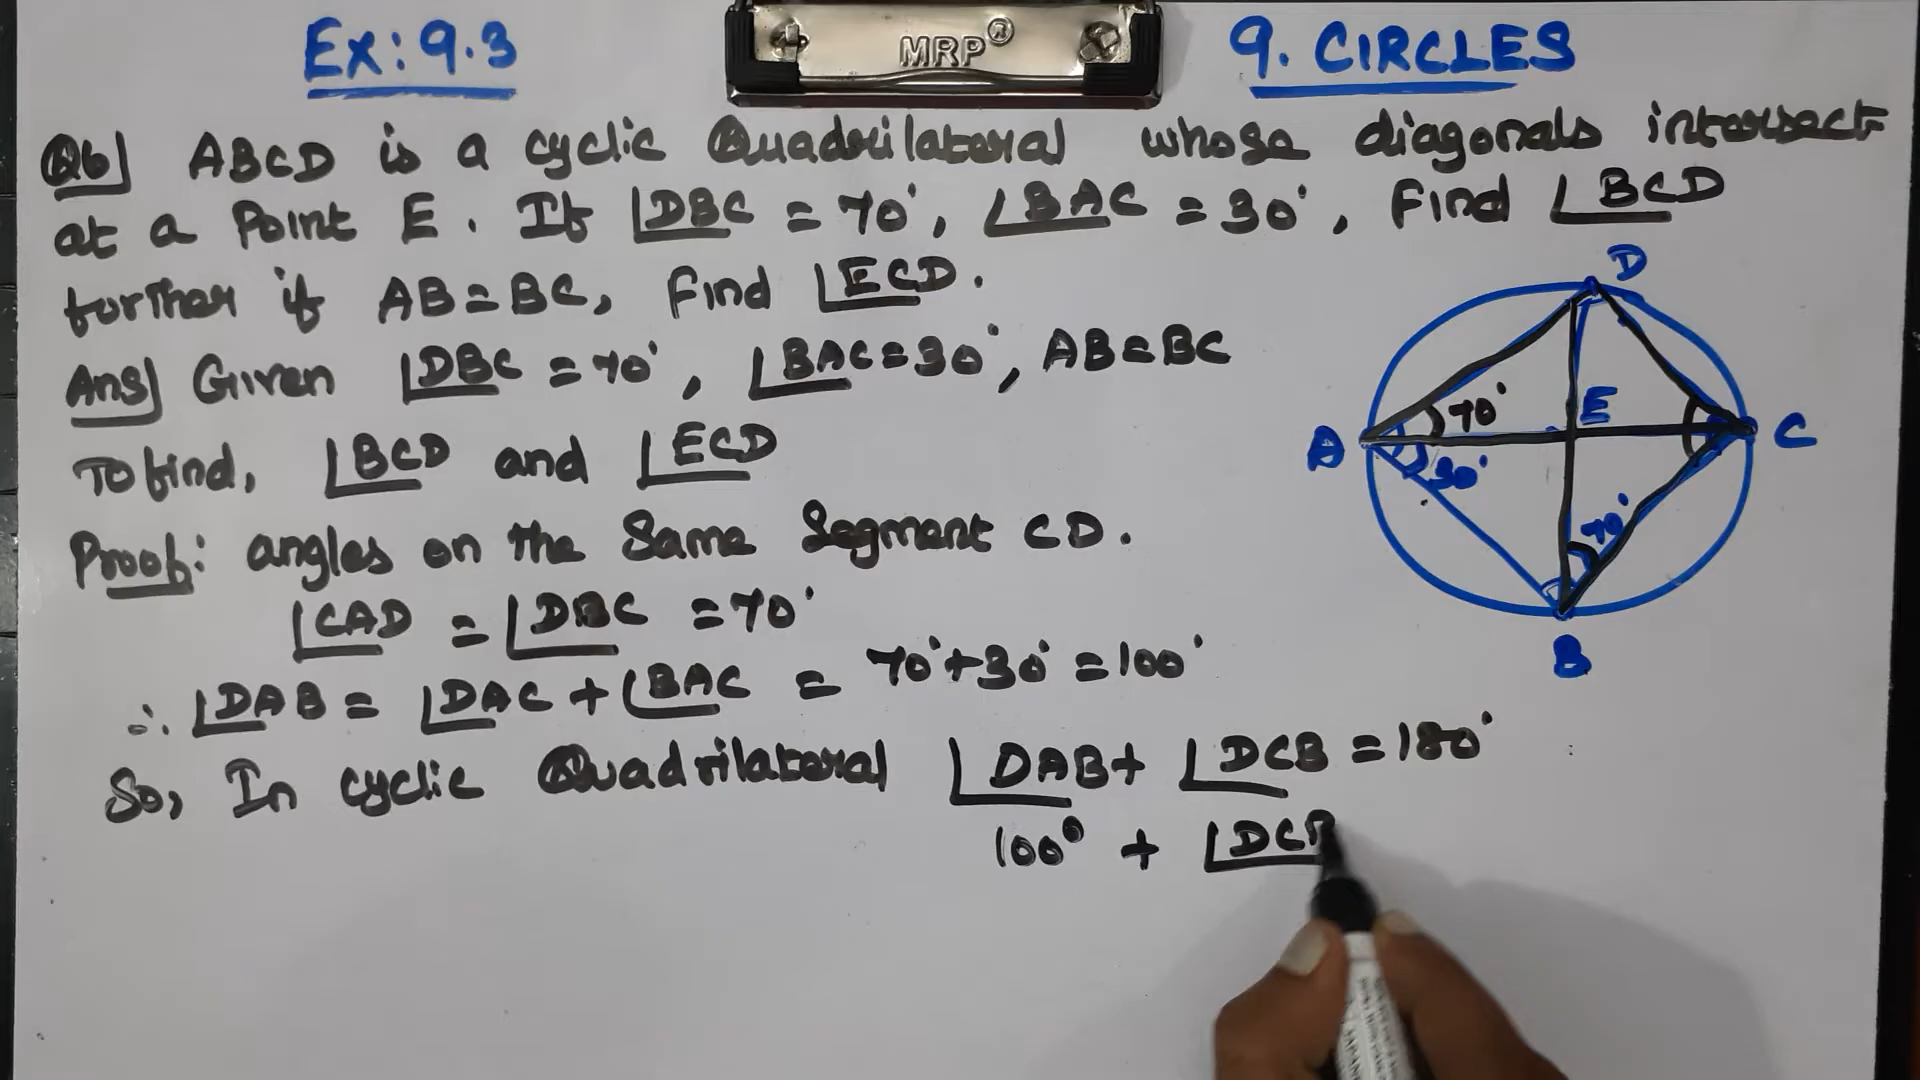 Ex: 9.3
MRP®
9. CIRCLES
Q6] ABCD is a cyclic Quadrilateral whose diagonals intersect
at a Point E. If ∠DBC = 70°, ∠BAC = 30°, Find ∠BCD
further if AB = BC, Find ∠ECD.
Ans] Given ∠DBC = 70°, ∠BAC = 30°, AB = BC
To find, ∠BCD and ∠ECD
Proof: angles on the Same Segment CD.
∠CAD = ∠DBC = 70°
∴ ∠DAB = ∠DAC + ∠BAC = 70° + 30° = 100°
So, In cyclic Quadrilateral ∠DAB + ∠DCB = 180°
100° + ∠DCB
D
70°
E
A
C
30°
70°
B